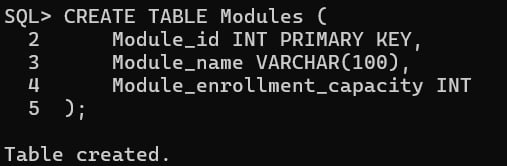 SQL> CREATE TABLE Modules (
  2      Module_id INT PRIMARY KEY,
  3      Module_name VARCHAR(100),
  4      Module_enrollment_capacity INT
  5  );
Table created.